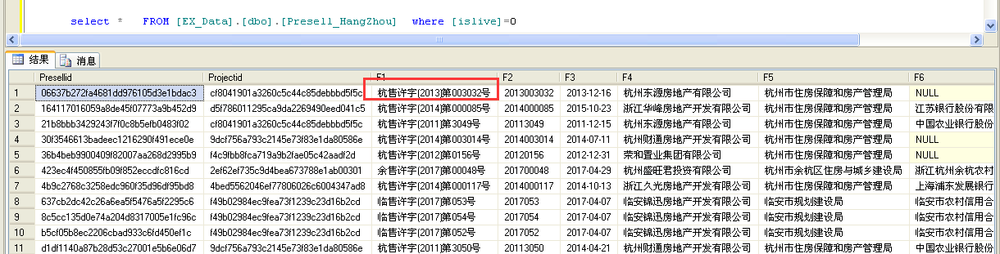 select * FROM [EX_Data].[dbo].[Presell_HangZhou] where [islive]=0
结果 消息
Presellid Projectid F1 F2 F3 F4 F5 F6
1 06637b272fa4681dd976105d3e1bdac3 cf8041901a3260c5c44c85debbbd5f5c 杭售许字(2013)第003032号 2013003032 2013-12-16 杭州东源房地产有限公司 杭州市住房保障和房产管理局 NULL
2 164117016059a8de45f07773a9b452d9 d5f786011295ca9da2269490eed041c5 杭售许字(2014)第000085号 2014000085 2015-10-23 浙江华峰房地产开发有限公司 杭州市住房保障和房产管理局 江苏银行股份有限
3 21b8bbb3429243f7f0c8b5efb0483f02 cf8041901a3260c5c44c85debbbd5f5c 杭售许字(2011)第3049号 20113049 2011-12-15 杭州东源房地产有限公司 杭州市住房保障和房产管理局 中国农业银行股份
4 30f3546613badeec1216290f491ece0e 9dcf756a793c2145e73f83e1da80586e 杭售许字(2014)第003014号 2014003014 2014-07-11 杭州财通房地产开发有限公司 杭州市住房保障和房产管理局 NULL
5 36b4beb9900409f82007aa268d2995b9 f4c9fbb8fca719a9b2fae05c42aadf2d 杭售许字(2012)第0156号 20120156 2012-12-31 荣和置业集团有限公司 杭州市住房保障和房产管理局 NULL
6 423ec4f450855fb09f852eccdfc816cd 2ef62ef735c9d4bea673788e1ab00301 余售许字(2017)第00048号 201700048 2017-04-29 杭州盛旺君投资有限公司 杭州市余杭区住房与城乡建设局 浙江杭州余杭农村
7 4b9c2768c3258edc960f35d96df95bd8 4bed5562046ef77806026c6004347ad8 杭售许字(2014)第000117号 2014000117 2014-10-13 浙江久光房地产开发有限公司 杭州市住房保障和房产管理局 上海浦东发展银行
8 637cb2dc42c26a6ea5f5476a5f2295c6 f49b02984ec9fea73f1239c23d16b2cd 临售许字(2017)第053号 2017053 2017-04-07 临安锦迅房地产开发有限公司 临安市规划建设局 临安市农村信用合
9 8c5cc135d0e74a204d8317005e1fc96c f49b02984ec9fea73f1239c23d16b2cd 临售许字(2017)第054号 2017054 2017-04-07 临安锦迅房地产开发有限公司 临安市规划建设局 临安市农村信用合
10 b5cf05b8ec2206cbad933c6fd450ef1c f49b02984ec9fea73f1239c23d16b2cd 临售许字(2017)第052号 2017052 2017-04-07 临安锦迅房地产开发有限公司 临安市规划建设局 临安市农村信用合
11 d1df1140a87b28d53c27001e5b6e06d7 9dcf756a793c2145e73f83e1da80586e 杭售许字(2011)第3050号 20113050 2014-04-21 杭州财通房地产开发有限公司 杭州市住房保障和房产管理局 中国农业银行股份